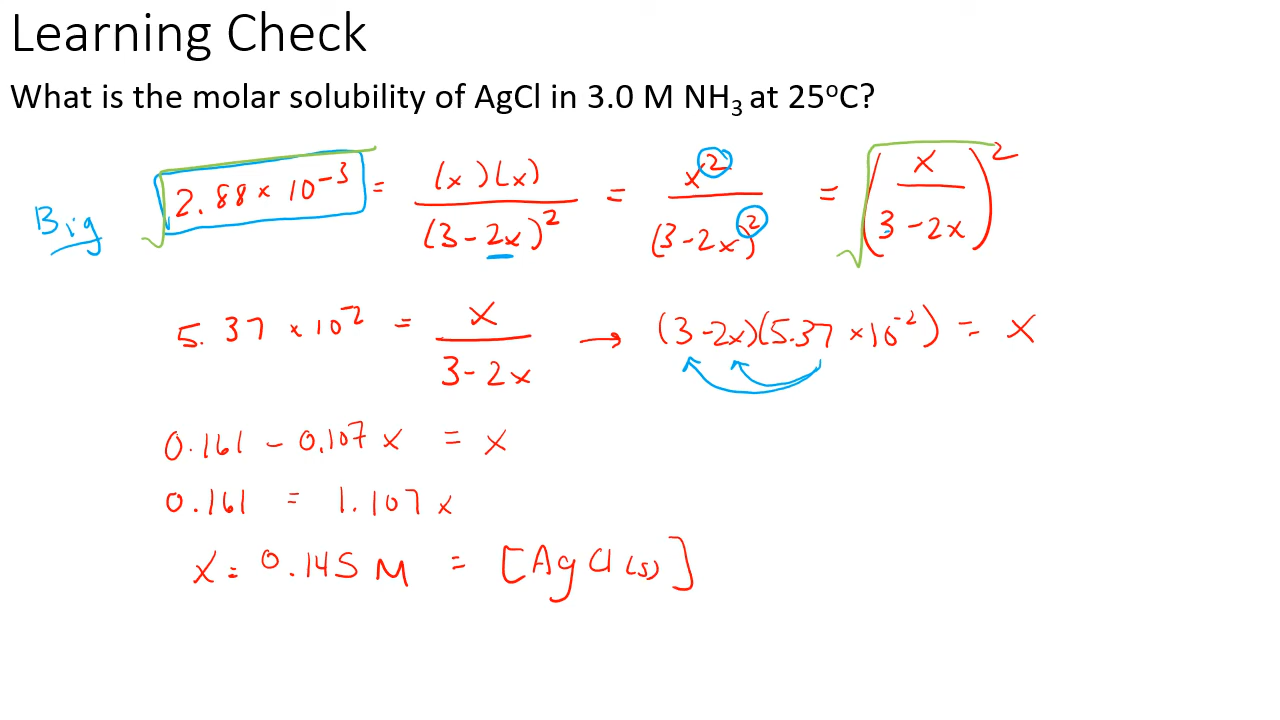 Learning Check
What is the molar solubility of AgCl in 3.0 M NH₃ at 25°C?
Big √(2.88 × 10⁻³) = (x)(x) / (3 - 2x)² = x² / (3 - 2x)² = √(x / (3 - 2x))²
5.37 × 10⁻² = x / (3 - 2x) → (3 - 2x)(5.37 × 10⁻²) = x
0.161 - 0.107x = x
0.161 = 1.107x
x = 0.145 M = [AgCl(s)]